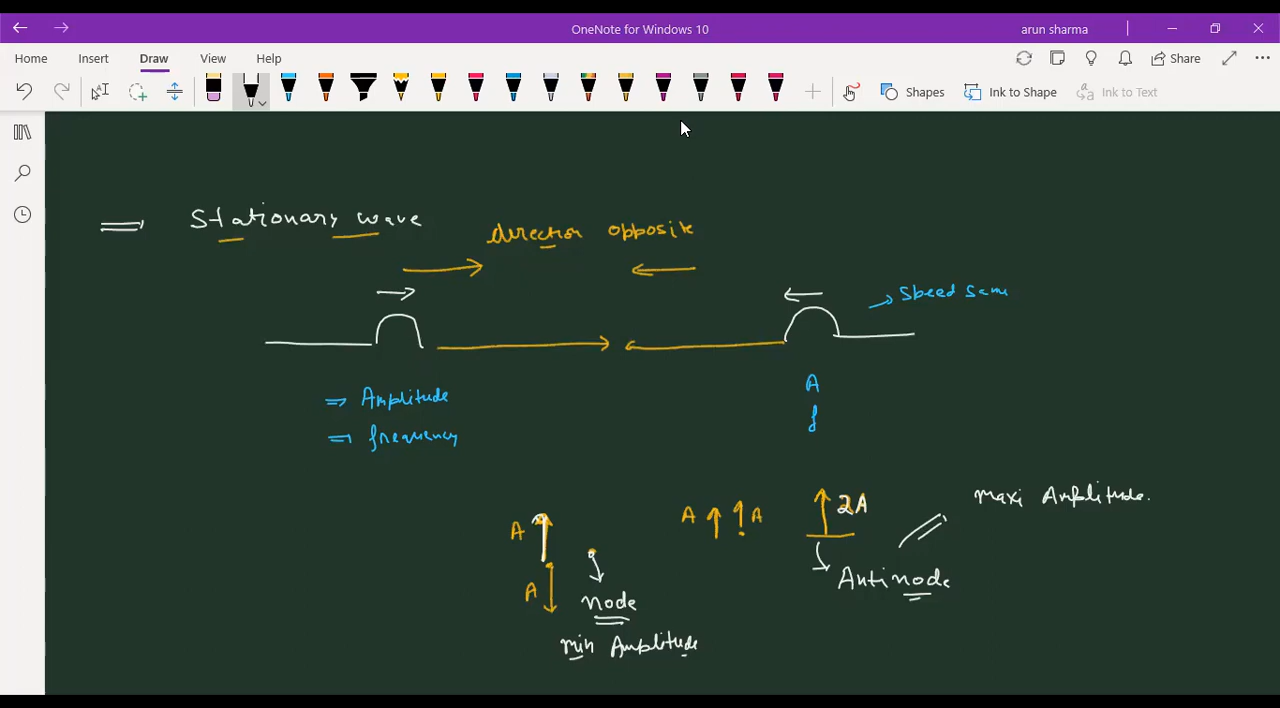 OneNote for Windows 10
arun sharma
Home Insert Draw View Help
Share
Shapes
Ink to Shape
Ink to Text
Stationary wave
direction opposite
Speed same
Amplitude
A
frequency
f
A
A A
2A
maxi Amplitude.
Antinode
A
node
min Amplitude